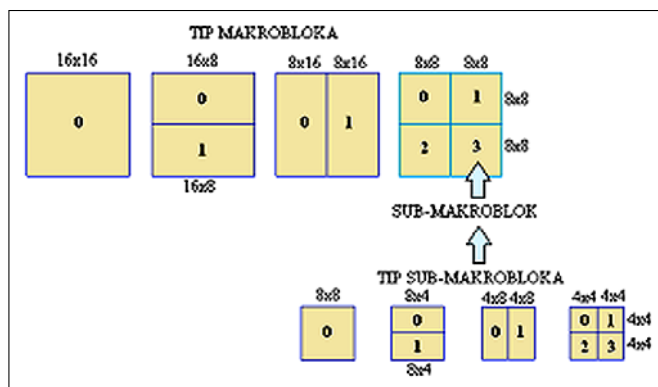 TIP MAKROBLOKA
16x16 16x8 8x16 8x16 8x8 8x8
0 0 0 1 0 1 8x8
1 2 3 8x8
16x8
SUB-MAKROBLOK
TIP SUB-MAKROBLOKA
8x8 8x4 4x8 4x8 4x4 4x4
0 0 0 1 0 1 4x4
1 2 3 4x4
8x4